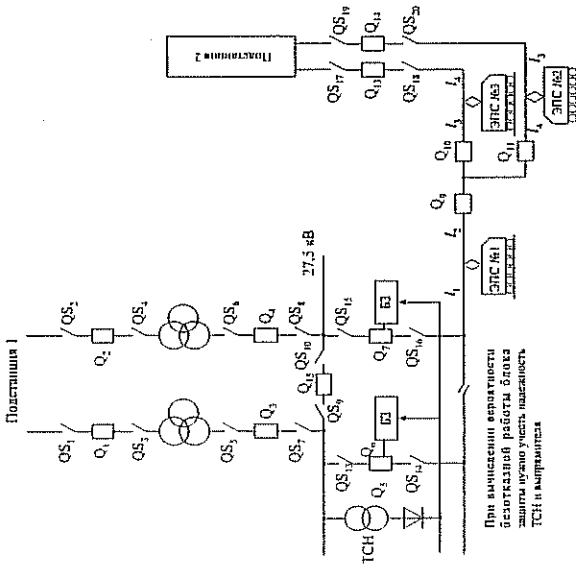 Подстанция 1
QS₁
QS₂
Q₁
Q₂
QS₃
QS₄
QS₅
QS₆
Q₃
Q₄
QS₇
QS₈
27,5 кВ
QS₉
Q₁₅
QS₁₀
QS₁₃
QS₁₄
QS₁₅
QS₁₆
Q₅
Q₇
БЗ
БЗ
ТСН
l₁
l₂
ЭПС №1
Q₉
Q₁₀
Q₁₁
l₃
l₄
ЭПС №3
l₄
l₃
ЭПС №2
Подстанция 2
QS₁₇
Q₁₃
QS₁₈
QS₁₉
QS₂₀
При вычислении вероятности
безотказной работы блока
защиты нужно учесть надежность
ТСН и выпрямителя